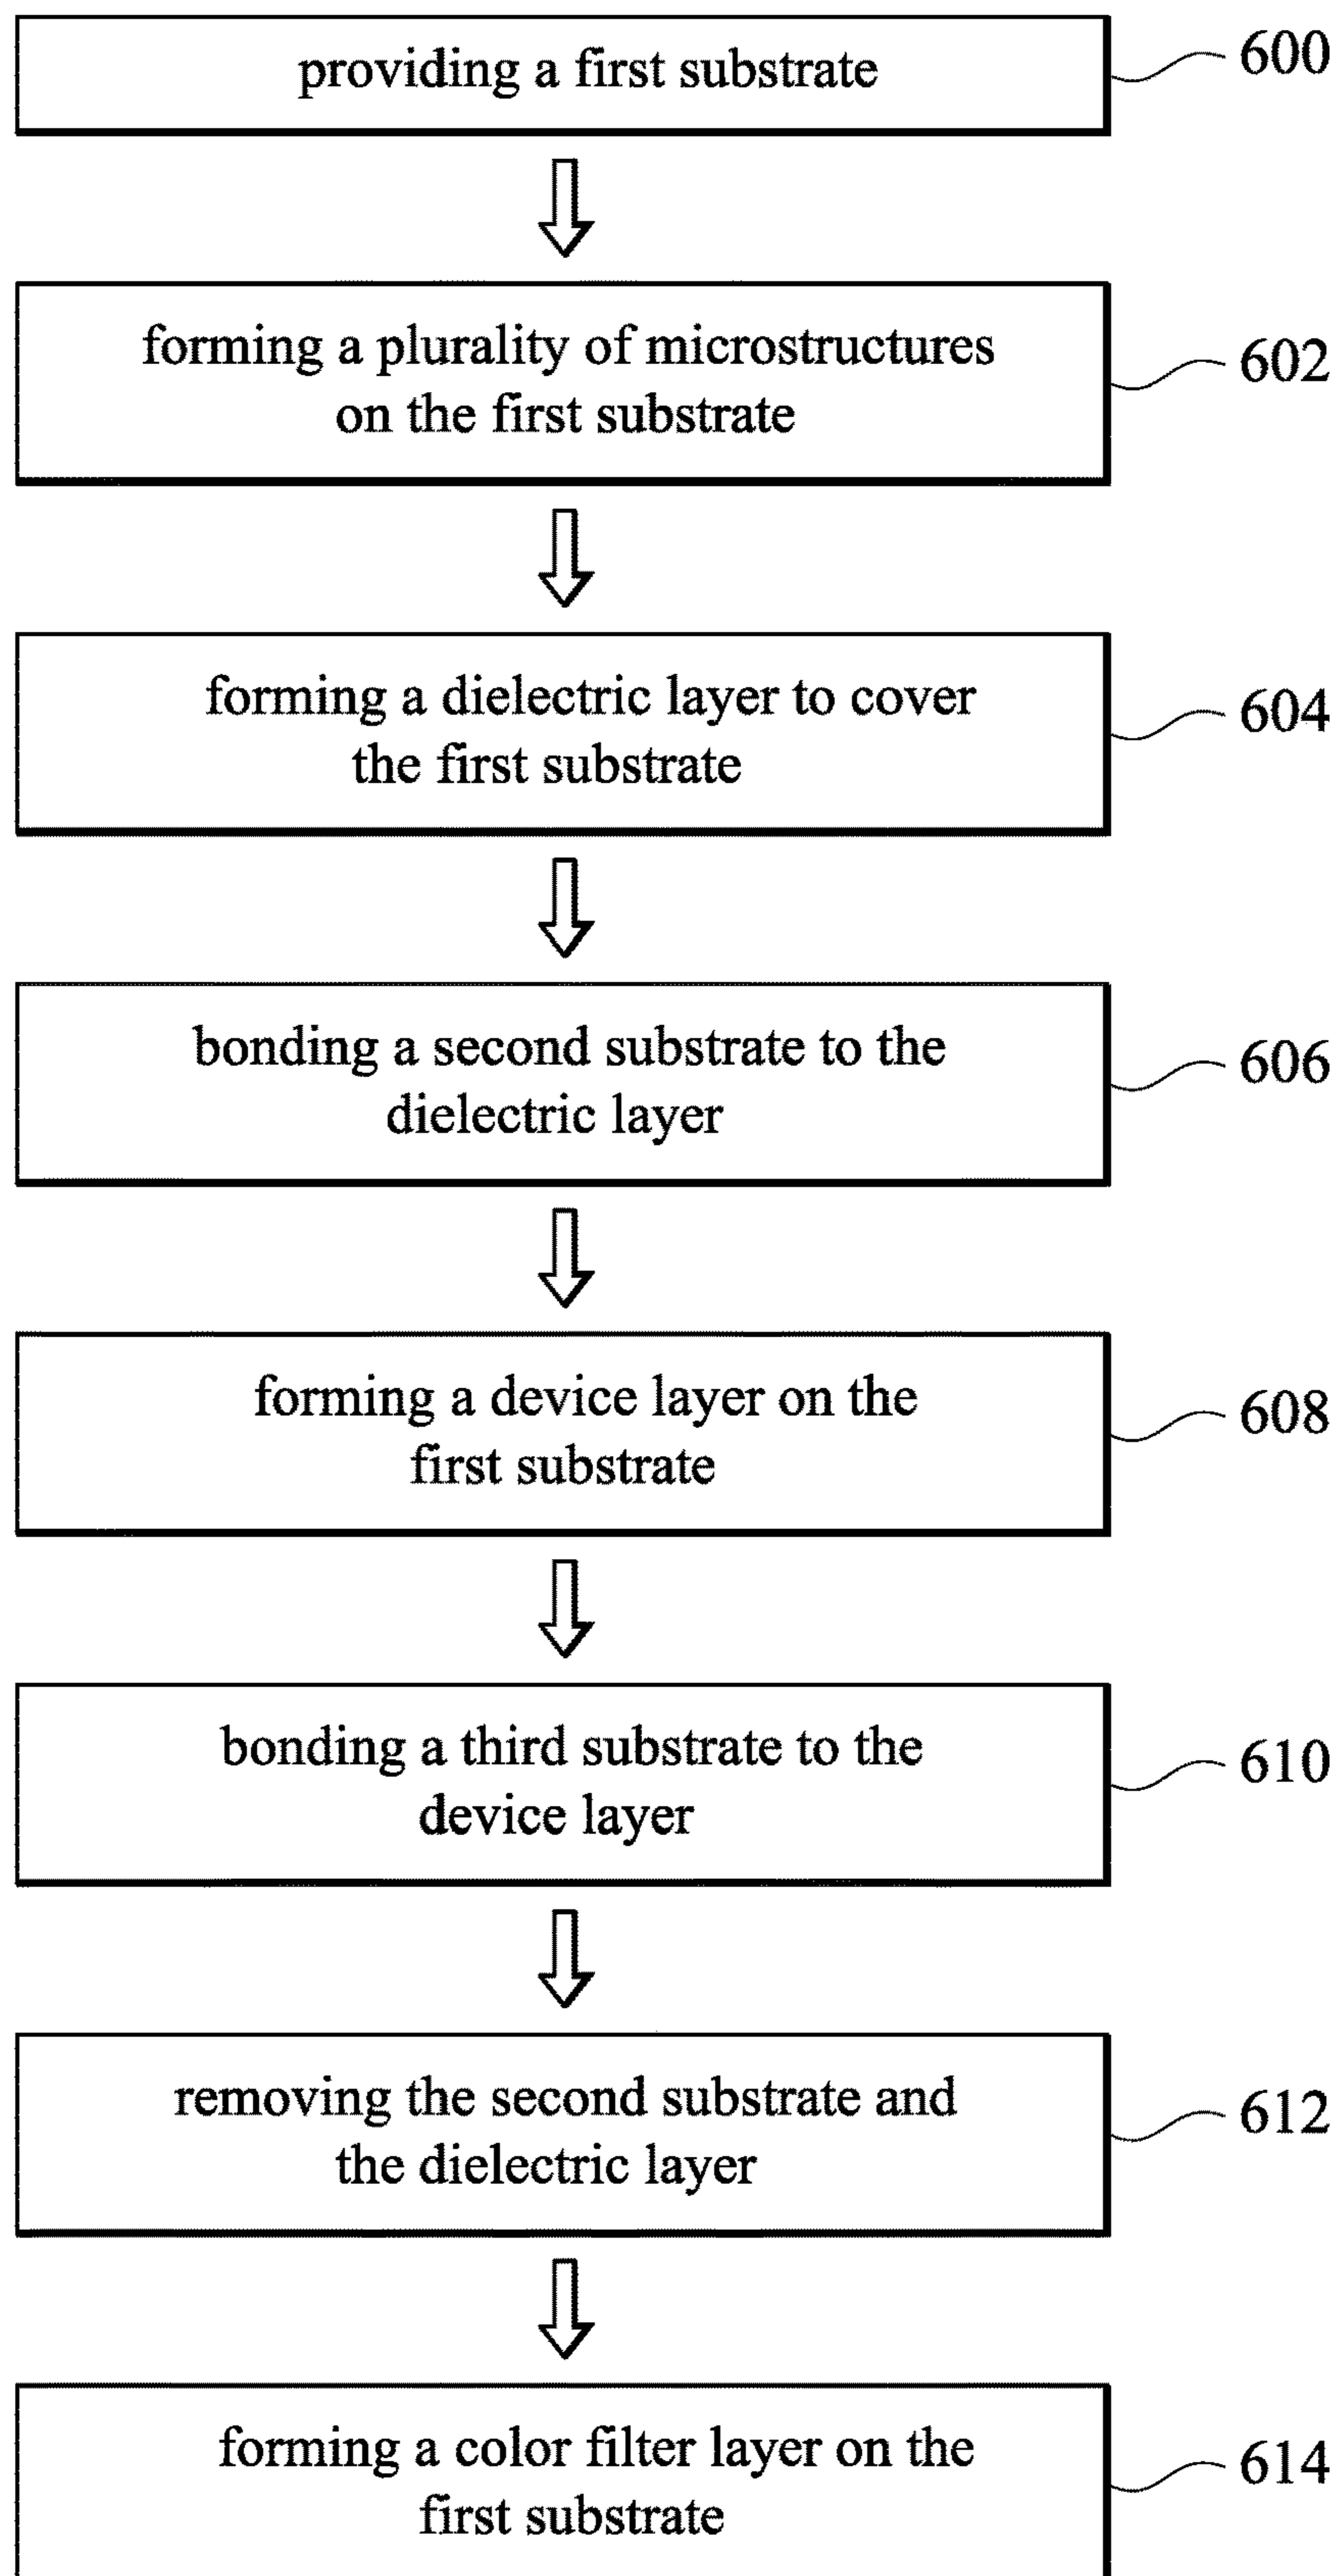 providing a first substrate
600
forming a plurality of microstructures
on the first substrate
602
forming a dielectric layer to cover
the first substrate
604
bonding a second substrate to the
dielectric layer
606
forming a device layer on the
first substrate
608
bonding a third substrate to the
device layer
610
removing the second substrate and
the dielectric layer
612
forming a color filter layer on the
first substrate
614